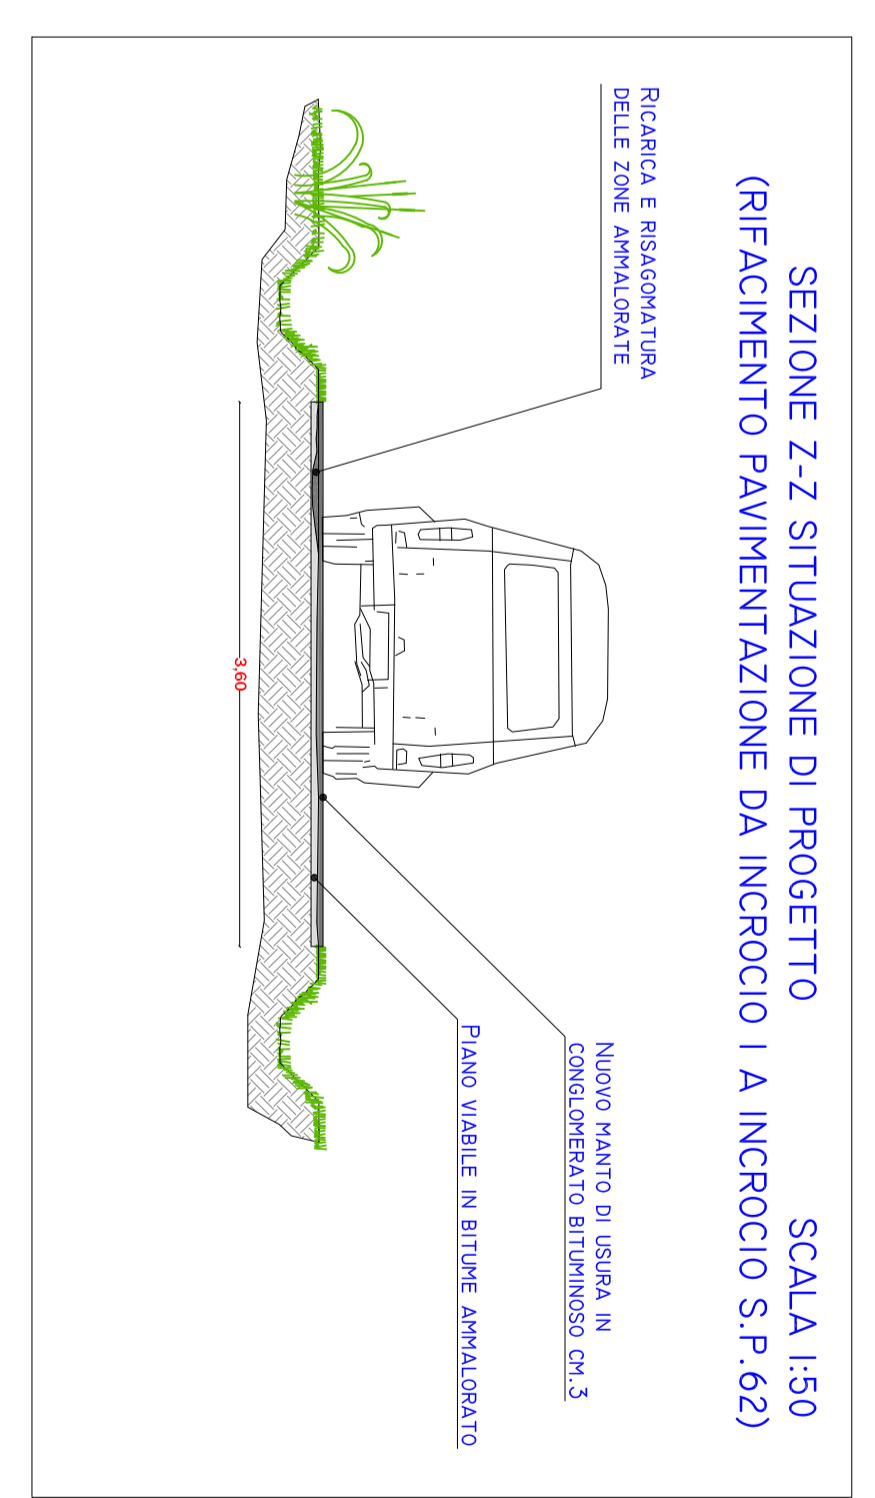 SEZIONE Z-Z SITUAZIONE DI PROGETTO SCALA 1:50
(RIFACIMENTO PAVIMENTAZIONE DA INCROCIO I A INCROCIO S.P.62)
RICARICA E RISAGOMATURA
DELLE ZONE AMMALORATE
NUOVO MANTO DI USURA IN
CONGLOMERATO BITUMINOSO CM.3
PIANO VIABILE IN BITUME AMMALORATO
3,60